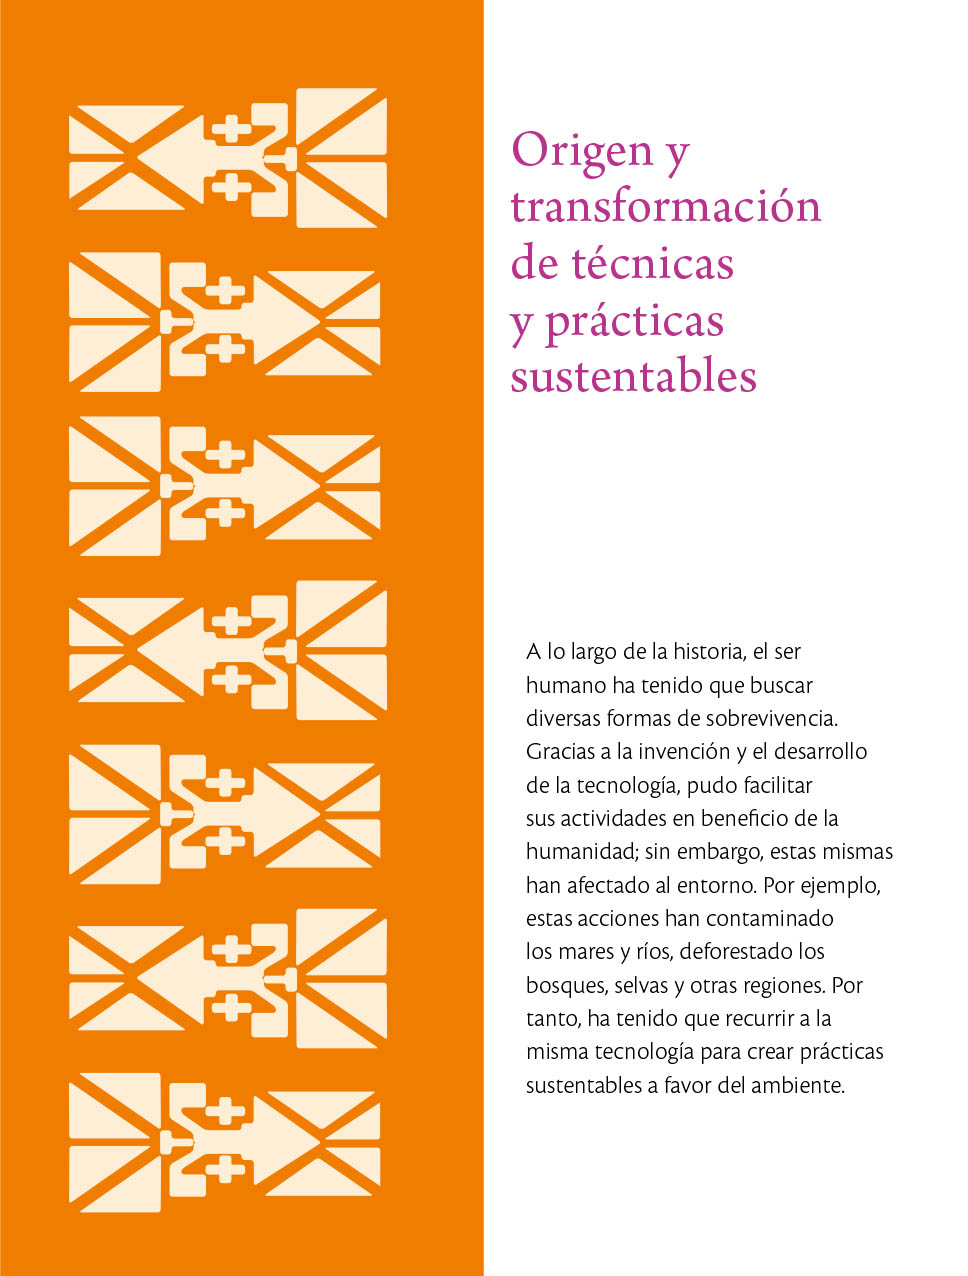 Origen y
transformación
de técnicas
y prácticas
sustentables
A lo largo de la historia, el ser
humano ha tenido que buscar
diversas formas de sobrevivencia.
Gracias a la invención y el desarrollo
de la tecnología, pudo facilitar
sus actividades en beneficio de la
humanidad; sin embargo, estas mismas
han afectado al entorno. Por ejemplo,
estas acciones han contaminado
los mares y ríos, deforestado los
bosques, selvas y otras regiones. Por
tanto, ha tenido que recurrir a la
misma tecnología para crear prácticas
sustentables a favor del ambiente.